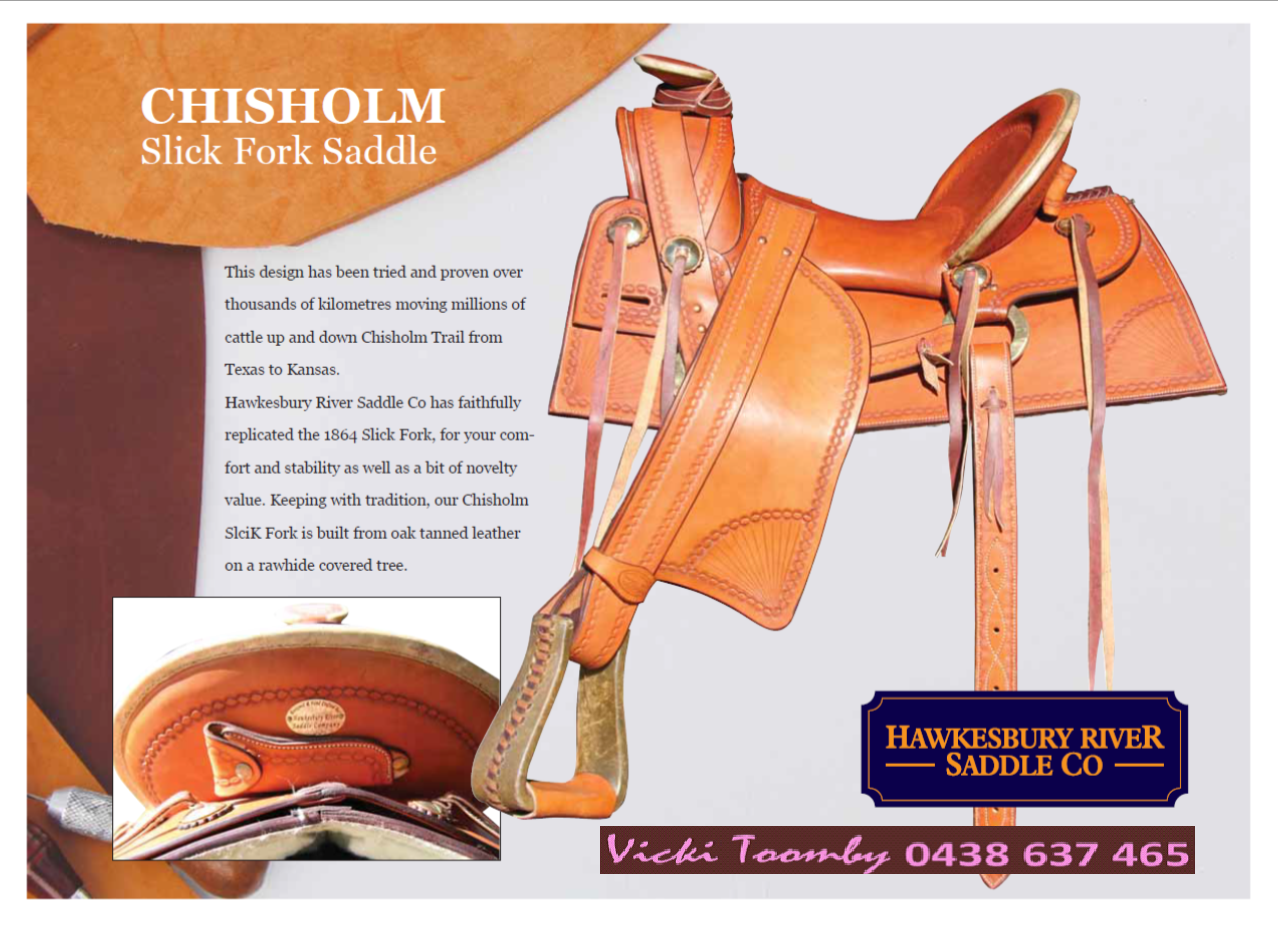 CHISHOLM
Slick Fork Saddle
This design has been tried and proven over
thousands of kilometres moving millions of
cattle up and down Chisholm Trail from
Texas to Kansas.
Hawkesbury River Saddle Co has faithfully
replicated the 1864 Slick Fork, for your com-
fort and stability as well as a bit of novelty
value. Keeping with tradition, our Chisholm
SlciK Fork is built from oak tanned leather
on a rawhide covered tree.
Hawkesbury River
Saddle Company
HAWKESBURY RIVER
SADDLE CO
Vicki Toomby 0438 637 465